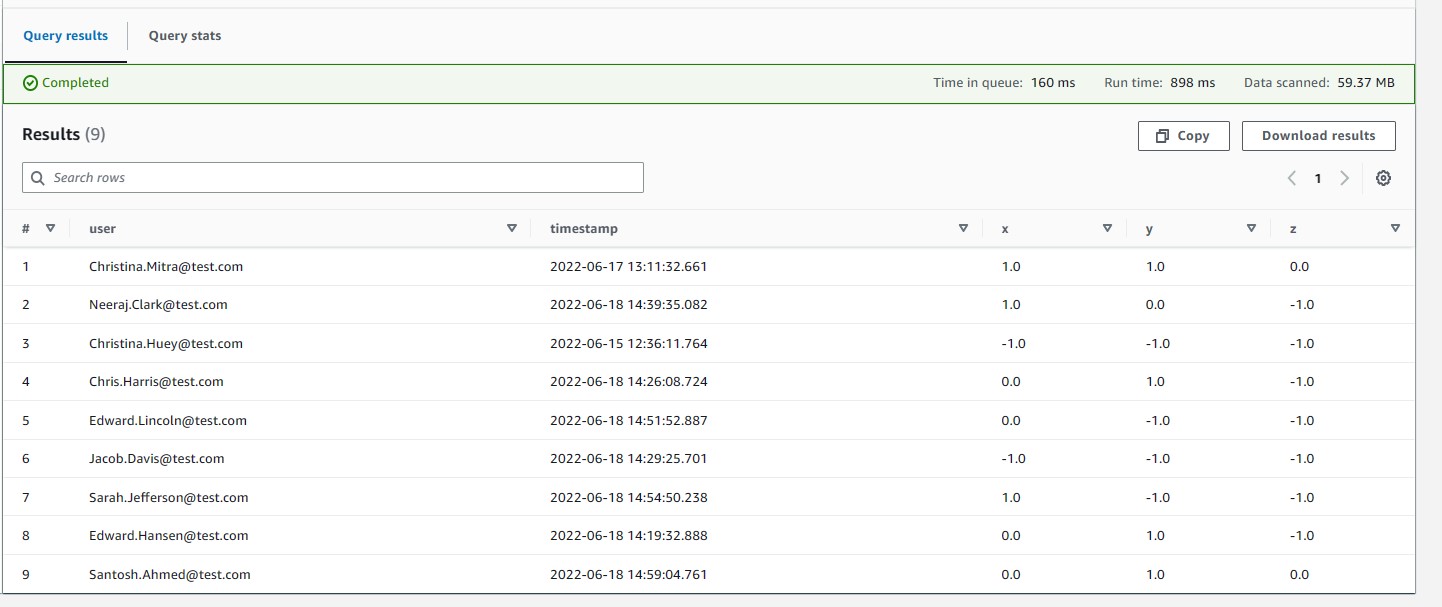 Query results Query stats
Completed Time in queue: 160 ms Run time: 898 ms Data scanned: 59.37 MB
Results (9) Copy Download results
Search rows 1
# user timestamp x y z
1 Christina.Mitra@test.com 2022-06-17 13:11:32.661 1.0 1.0 0.0
2 Neeraj.Clark@test.com 2022-06-18 14:39:35.082 1.0 0.0 -1.0
3 Christina.Huey@test.com 2022-06-15 12:36:11.764 -1.0 -1.0 -1.0
4 Chris.Harris@test.com 2022-06-18 14:26:08.724 0.0 1.0 -1.0
5 Edward.Lincoln@test.com 2022-06-18 14:51:52.887 0.0 -1.0 -1.0
6 Jacob.Davis@test.com 2022-06-18 14:29:25.701 -1.0 -1.0 -1.0
7 Sarah.Jefferson@test.com 2022-06-18 14:54:50.238 1.0 -1.0 -1.0
8 Edward.Hansen@test.com 2022-06-18 14:19:32.888 0.0 1.0 -1.0
9 Santosh.Ahmed@test.com 2022-06-18 14:59:04.761 0.0 1.0 0.0